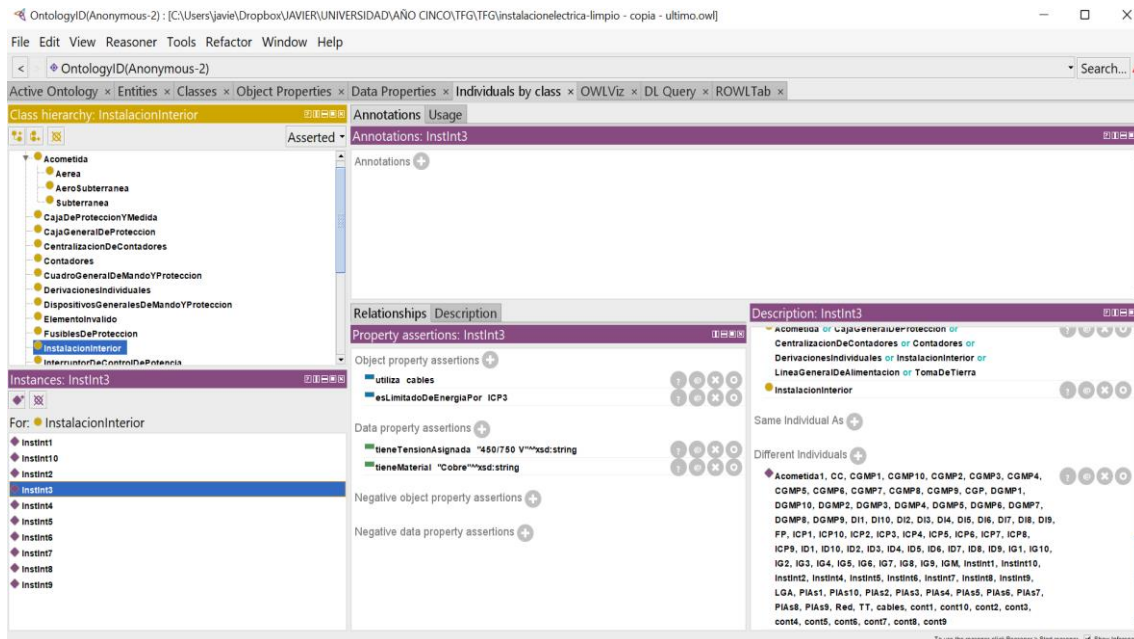 OntologyID(Anonymous-2) : [C:\Users\javie\Dropbox\JAVIER\UNIVERSIDAD\AÑO CINCO\TFG\TFG\instalacionelectrica-limpio - copia - ultimo.owl]
File Edit View Reasoner Tools Refactor Window Help
< OntologyID(Anonymous-2) Search...
Active Ontology × Entities × Classes × Object Properties × Data Properties × Individuals by class × OWLViz × DL Query × ROWLTab ×
Class hierarchy: InstalacionInterior
Asserted
Acometida
Aerea
AeroSubterranea
Subterranea
CajaDeProteccionYMedida
CajaGeneralDeProteccion
CentralizacionDeContadores
Contadores
CuadroGeneralDeMandoYProteccion
DerivacionesIndividuales
DispositivosGeneralesDeMandoYProteccion
ElementoInvalido
FusiblesDeProteccion
InstalacionInterior
InterruptorDeControlDePotencia
Instances: InstInt3
For: InstalacionInterior
InstInt1
InstInt10
InstInt2
InstInt3
InstInt4
InstInt5
InstInt6
InstInt7
InstInt8
InstInt9
Annotations Usage
Annotations: InstInt3
Annotations
Relationships Description
Property assertions: InstInt3
Object property assertions
utiliza cables
esLimitadoDeEnergiaPor ICP3
Data property assertions
tieneTensionAsignada "450/750 V"^^xsd:string
tieneMaterial "Cobre"^^xsd:string
Negative object property assertions
Negative data property assertions
Description: InstInt3
Acometida or CajaGeneralDeProteccion or
CentralizacionDeContadores or Contadores or
DerivacionesIndividuales or InstalacionInterior or
LineaGeneralDeAlimentacion or TomaDeTierra
InstalacionInterior
Same Individual As
Different Individuals
Acometida1, CC, CGMP1, CGMP10, CGMP2, CGMP3, CGMP4,
CGMP5, CGMP6, CGMP7, CGMP8, CGMP9, CGP, DGMP1,
DGMP10, DGMP2, DGMP3, DGMP4, DGMP5, DGMP6, DGMP7,
DGMP8, DGMP9, DI1, DI10, DI2, DI3, DI4, DI5, DI6, DI7, DI8, DI9,
FP, ICP1, ICP10, ICP2, ICP3, ICP4, ICP5, ICP6, ICP7, ICP8,
ICP9, ID1, ID10, ID2, ID3, ID4, ID5, ID6, ID7, ID8, ID9, IG1, IG10,
IG2, IG3, IG4, IG5, IG6, IG7, IG8, IG9, IGM, InstInt1, InstInt10,
InstInt2, InstInt4, InstInt5, InstInt6, InstInt7, InstInt8, InstInt9,
LGA, PIAs1, PIAs10, PIAs2, PIAs3, PIAs4, PIAs5, PIAs6, PIAs7,
PIAs8, PIAs9, Red, TT, cables, cont1, cont10, cont2, cont3,
cont4, cont5, cont6, cont7, cont8, cont9